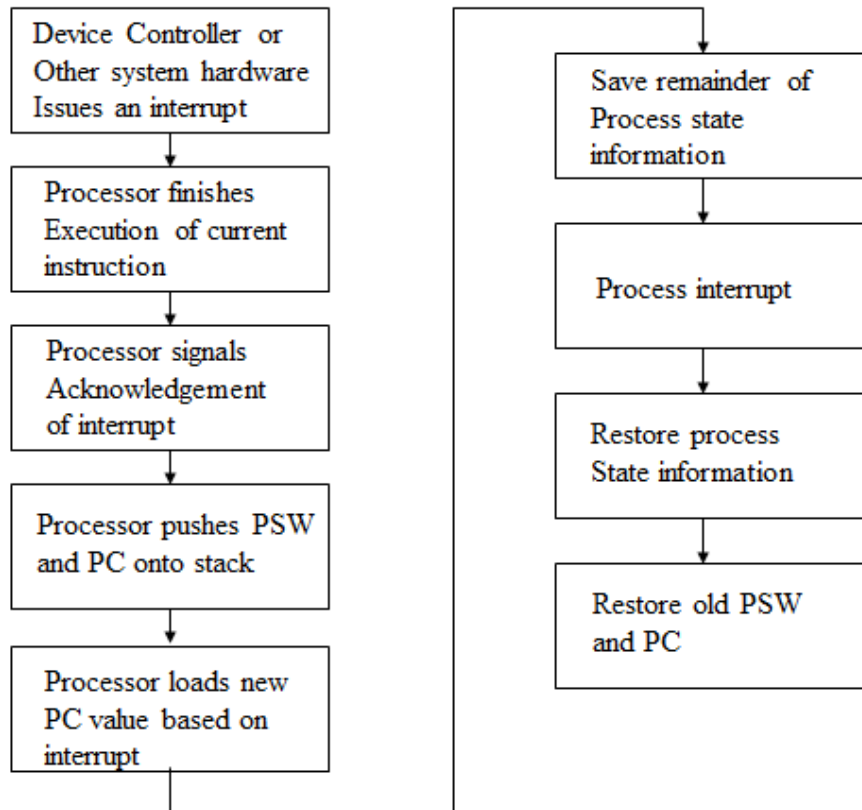 Device Controller or
Other system hardware
Issues an interrupt
Processor finishes
Execution of current
instruction
Processor signals
Acknowledgement
of interrupt
Processor pushes PSW
and PC onto stack
Processor loads new
PC value based on
interrupt
Save remainder of
Process state
information
Process interrupt
Restore process
State information
Restore old PSW
and PC